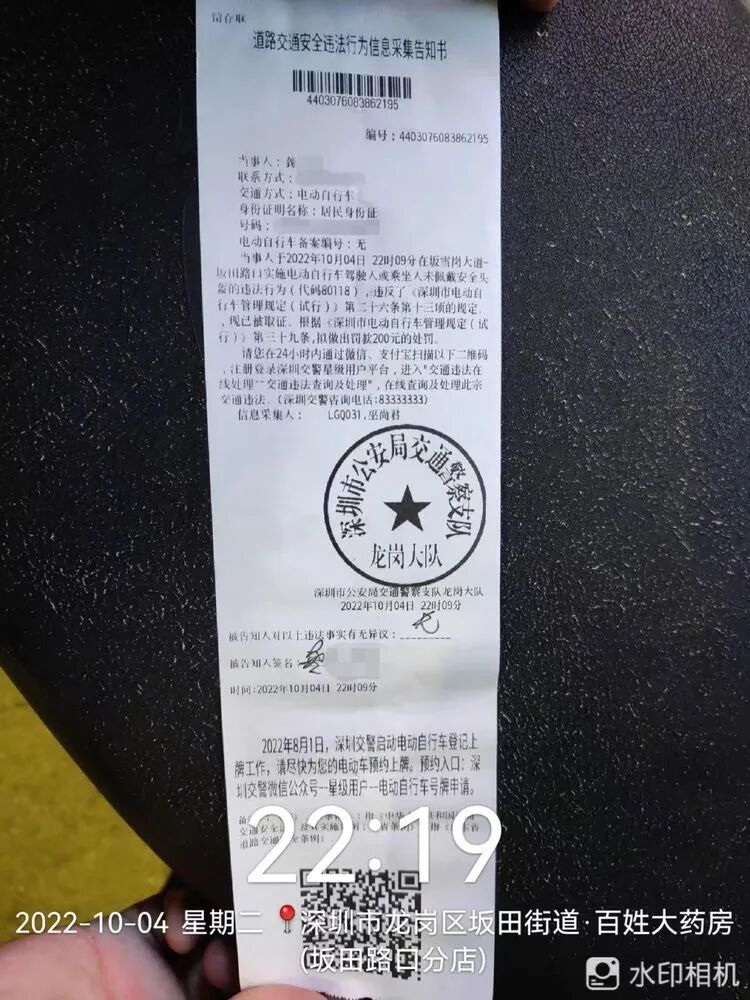 留存联
道路交通安全违法行为信息采集告知书
4403076083862195
编号：4403076083862195
当事人：龚
联系方式：
交通方式：电动自行车
身份证明名称：居民身份证
号码：
电动自行车备案编号：无
当事人于2022年10月04日 22时09分在坂雪岗大道-
坂田路口实施电动自行车驾驶人或乘坐人未佩戴安全头
盔的违法行为（代码80118），违反了《深圳市电动自
行车管理规定（试行）》第二十六条第十三项的规定，
现已被取证。根据《深圳市电动自行车管理规定（试
行）》第三十九条，拟做出罚款200元的处罚。
请您在24小时内通过微信、支付宝扫描以下二维码
，注册登录深圳交警星级用户平台，进入"交通违法在
线处理--交通违法查询及处理"，在线查询及处理此宗
交通违法。（深圳交警咨询电话:83333333）
信息采集人： LGQ031,巫尚君
深圳市公安局交通警察支队
龙岗大队
深圳市公安局交通警察支队龙岗大队
2022年10月04日 22时09分
被告知人对以上违法事实有无异议：无
被告知人签名：龚
时间:2022年10月04日 22时09分
2022年8月1日，深圳交警启动电动自行车登记上
牌工作，请尽快为您的电动车预约上牌。预约入口：深
圳交警微信公众号--星级用户--电动自行车号牌申请。
22:19
2022-10-04 星期二 深圳市龙岗区坂田街道·百姓大药房
(坂田路口分店)
水印相机